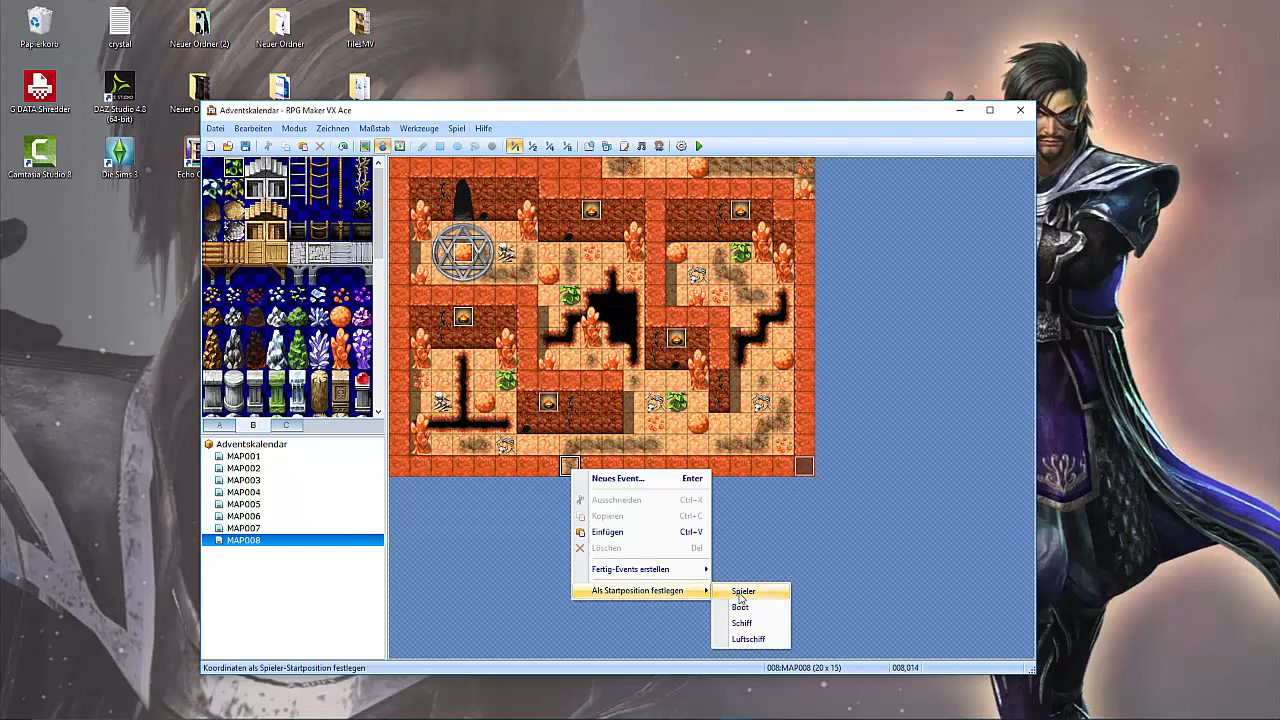 Papierkorb
crystal
Neuer Ordner (2)
Neuer Ordner
TilesMV
G DATA Shredder
DAZ Studio 4.8
(64-bit)
Neuer O
Camtasia Studio 8
Die Sims 3
Echo
Adventskalendar - RPG Maker VX Ace
Datei Bearbeiten Modus Zeichnen Maßstab Werkzeuge Spiel Hilfe
A B C
Adventskalendar
MAP001
MAP002
MAP003
MAP004
MAP005
MAP006
MAP007
MAP008
Neues Event... Enter
Ausschneiden Ctrl+X
Kopieren Ctrl+C
Einfügen Ctrl+V
Löschen Del
Fertig-Events erstellen
Als Startposition festlegen
Spieler
Boot
Schiff
Luftschiff
Koordinaten als Spieler-Startposition festlegen
008:MAP008 (20 x 15)
008,014